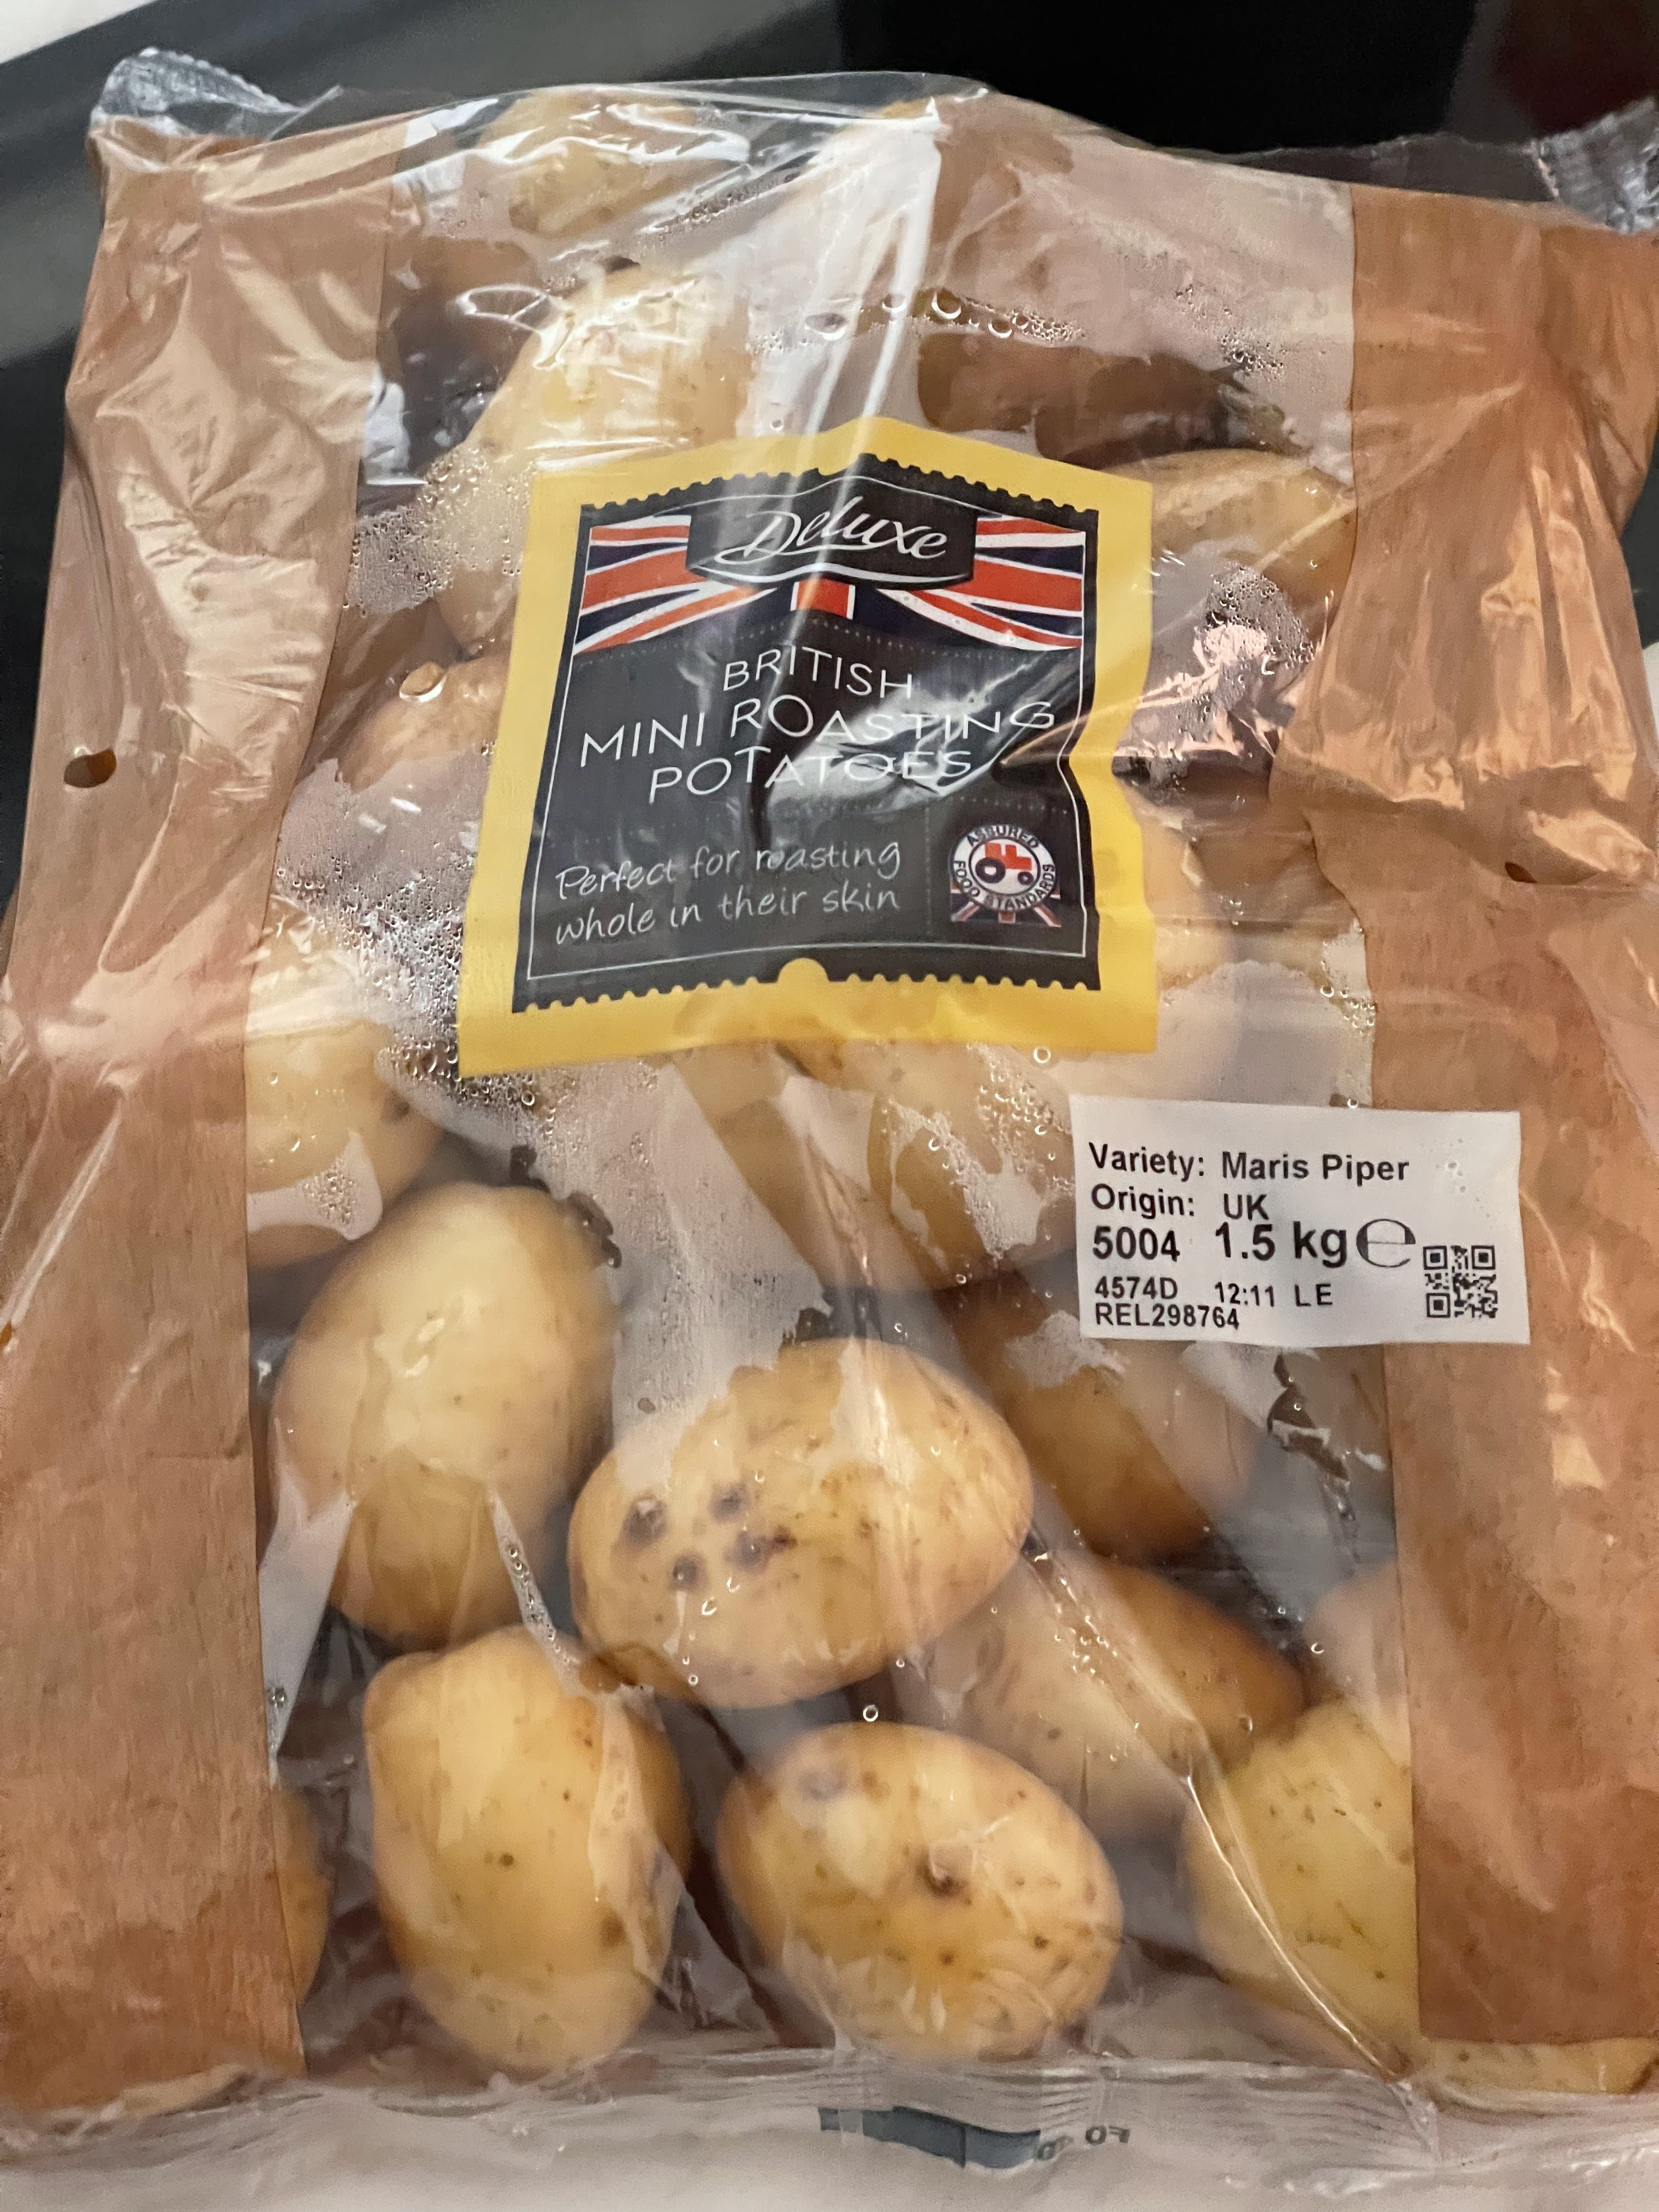 Deluxe
BRITISH
MINI ROASTING
POTATOES
Perfect for roasting
whole in their skin
ASSURED
FOOD STANDARDS
Variety: Maris Piper
Origin: UK
5004 1.5 kg ℮
4574D 12:11 LE
REL298764